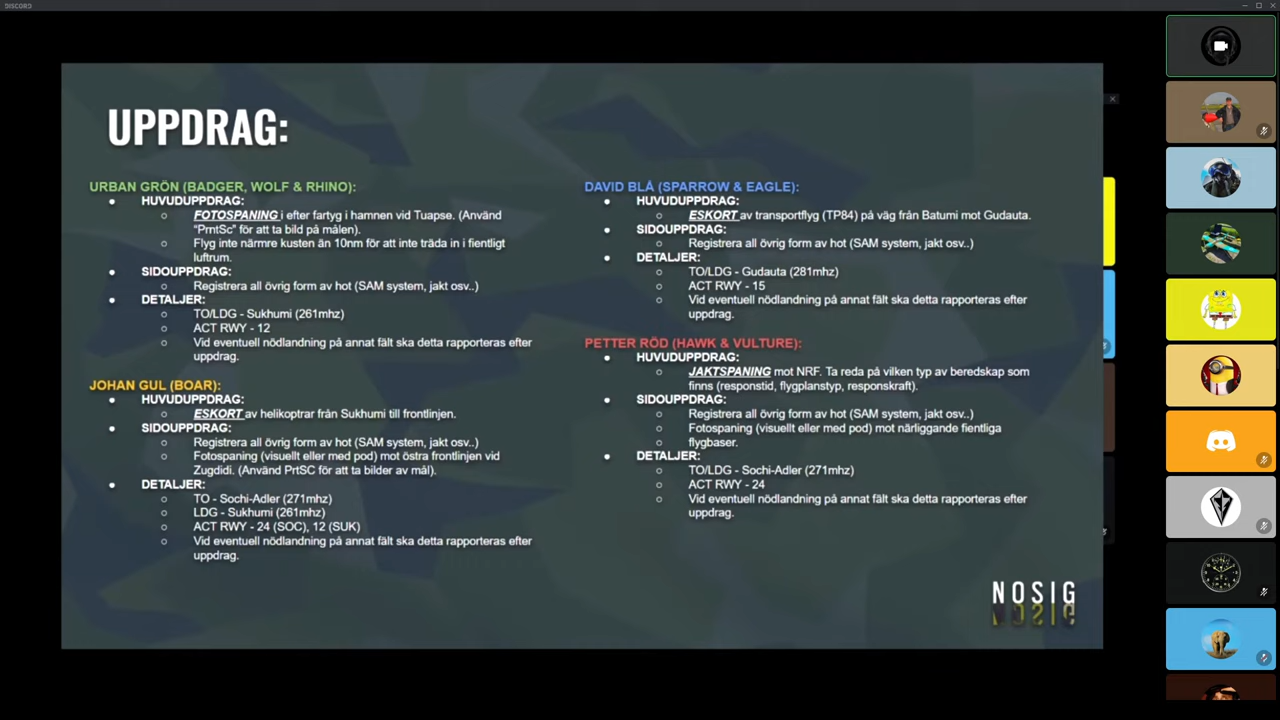 DISCORD
UPPDRAG:
URBAN GRÖN (BADGER, WOLF & RHINO):
HUVUDUPPDRAG:
FOTOSPANING i efter fartyg i hamnen vid Tuapse. (Använd
"PrntSc" för att ta bild på målen).
Flyg inte närmre kusten än 10nm för att inte träda in i fientligt
luftrum.
SIDOUPPDRAG:
Registrera all övrig form av hot (SAM system, jakt osv..)
DETALJER:
TO/LDG - Sukhumi (261mhz)
ACT RWY - 12
Vid eventuell nödlandning på annat fält ska detta rapporteras efter
uppdrag.
JOHAN GUL (BOAR):
HUVUDUPPDRAG:
ESKORT av helikoptrar från Sukhumi till frontlinjen.
SIDOUPPDRAG:
Registrera all övrig form av hot (SAM system, jakt osv..)
Fotospaning (visuellt eller med pod) mot östra frontlinjen vid
Zugdidi. (Använd PrtSC för att ta bilder av mål).
DETALJER:
TO - Sochi-Adler (271mhz)
LDG - Sukhumi (261mhz)
ACT RWY - 24 (SOC), 12 (SUK)
Vid eventuell nödlandning på annat fält ska detta rapporteras efter
uppdrag.
DAVID BLÅ (SPARROW & EAGLE):
HUVUDUPPDRAG:
ESKORT av transportflyg (TP84) på väg från Batumi mot Gudauta.
SIDOUPPDRAG:
Registrera all övrig form av hot (SAM system, jakt osv..)
DETALJER:
TO/LDG - Gudauta (281mhz)
ACT RWY - 15
Vid eventuell nödlandning på annat fält ska detta rapporteras efter
uppdrag.
PETTER RÖD (HAWK & VULTURE):
HUVUDUPPDRAG:
JAKTSPANING mot NRF. Ta reda på vilken typ av beredskap som
finns (responstid, flygplanstyp, responskraft).
SIDOUPPDRAG:
Registrera all övrig form av hot (SAM system, jakt osv..)
Fotospaning (visuellt eller med pod) mot närliggande fientliga
flygbaser.
DETALJER:
TO/LDG - Sochi-Adler (271mhz)
ACT RWY - 24
Vid eventuell nödlandning på annat fält ska detta rapporteras efter
uppdrag.
NOSIG